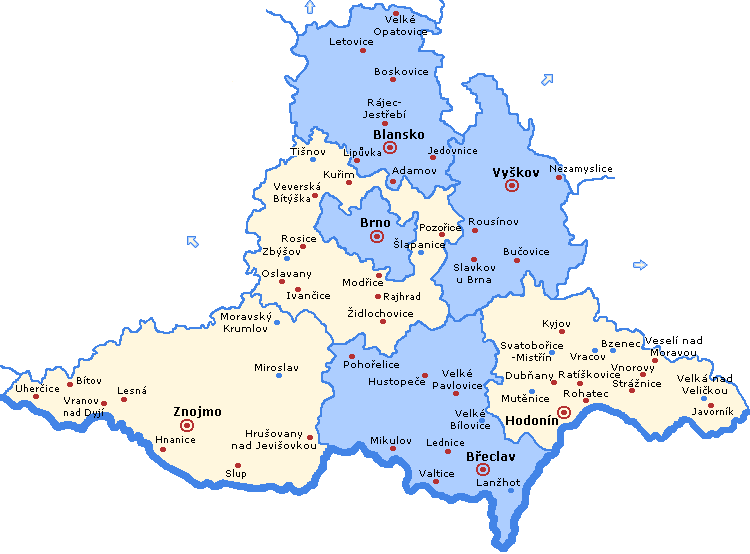 Velké
Opatovice
Letovice
Boskovice
Rájec-
Jestřebí
Blansko
Tišnov
Lipůvka
Jedovnice
Kuřim
Adamov
Vyškov
Nezamyslice
Veverská
Bítýška
Brno
Pozořice
Rousínov
Rosice
Šlapanice
Zbýšov
Bučovice
Oslavany
Modřice
Slavkov
u Brna
Ivančice
Rajhrad
Moravský
Krumlov
Židlochovice
Kyjov
Svatobořice
-Mistřín
Bzenec
Veselí nad
Moravou
Vracov
Miroslav
Pohořelice
Hustopeče
Velké
Pavlovice
Dubňany
Ratíškovice
Vnorovy
Strážnice
Velká nad
Veličkou
Uherčice
Bítov
Lesná
Vranov
nad Dyjí
Znojmo
Mutěnice
Rohatec
Javorník
Velké
Bílovice
Hodonín
Hnanice
Hrušovany
nad Jevišovkou
Mikulov
Lednice
Břeclav
Slup
Valtice
Lanžhot